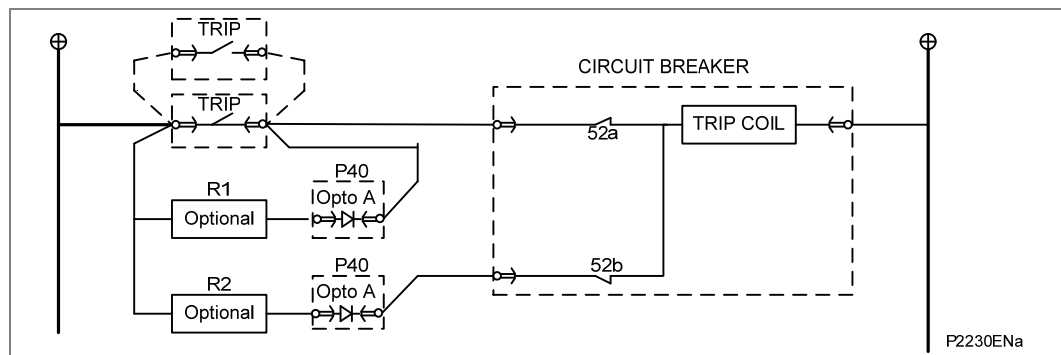 TRIP
CIRCUIT BREAKER
TRIP
52a
TRIP COIL
R1
Optional
P40
Opto A
52b
R2
Optional
P40
Opto A
P2230ENa